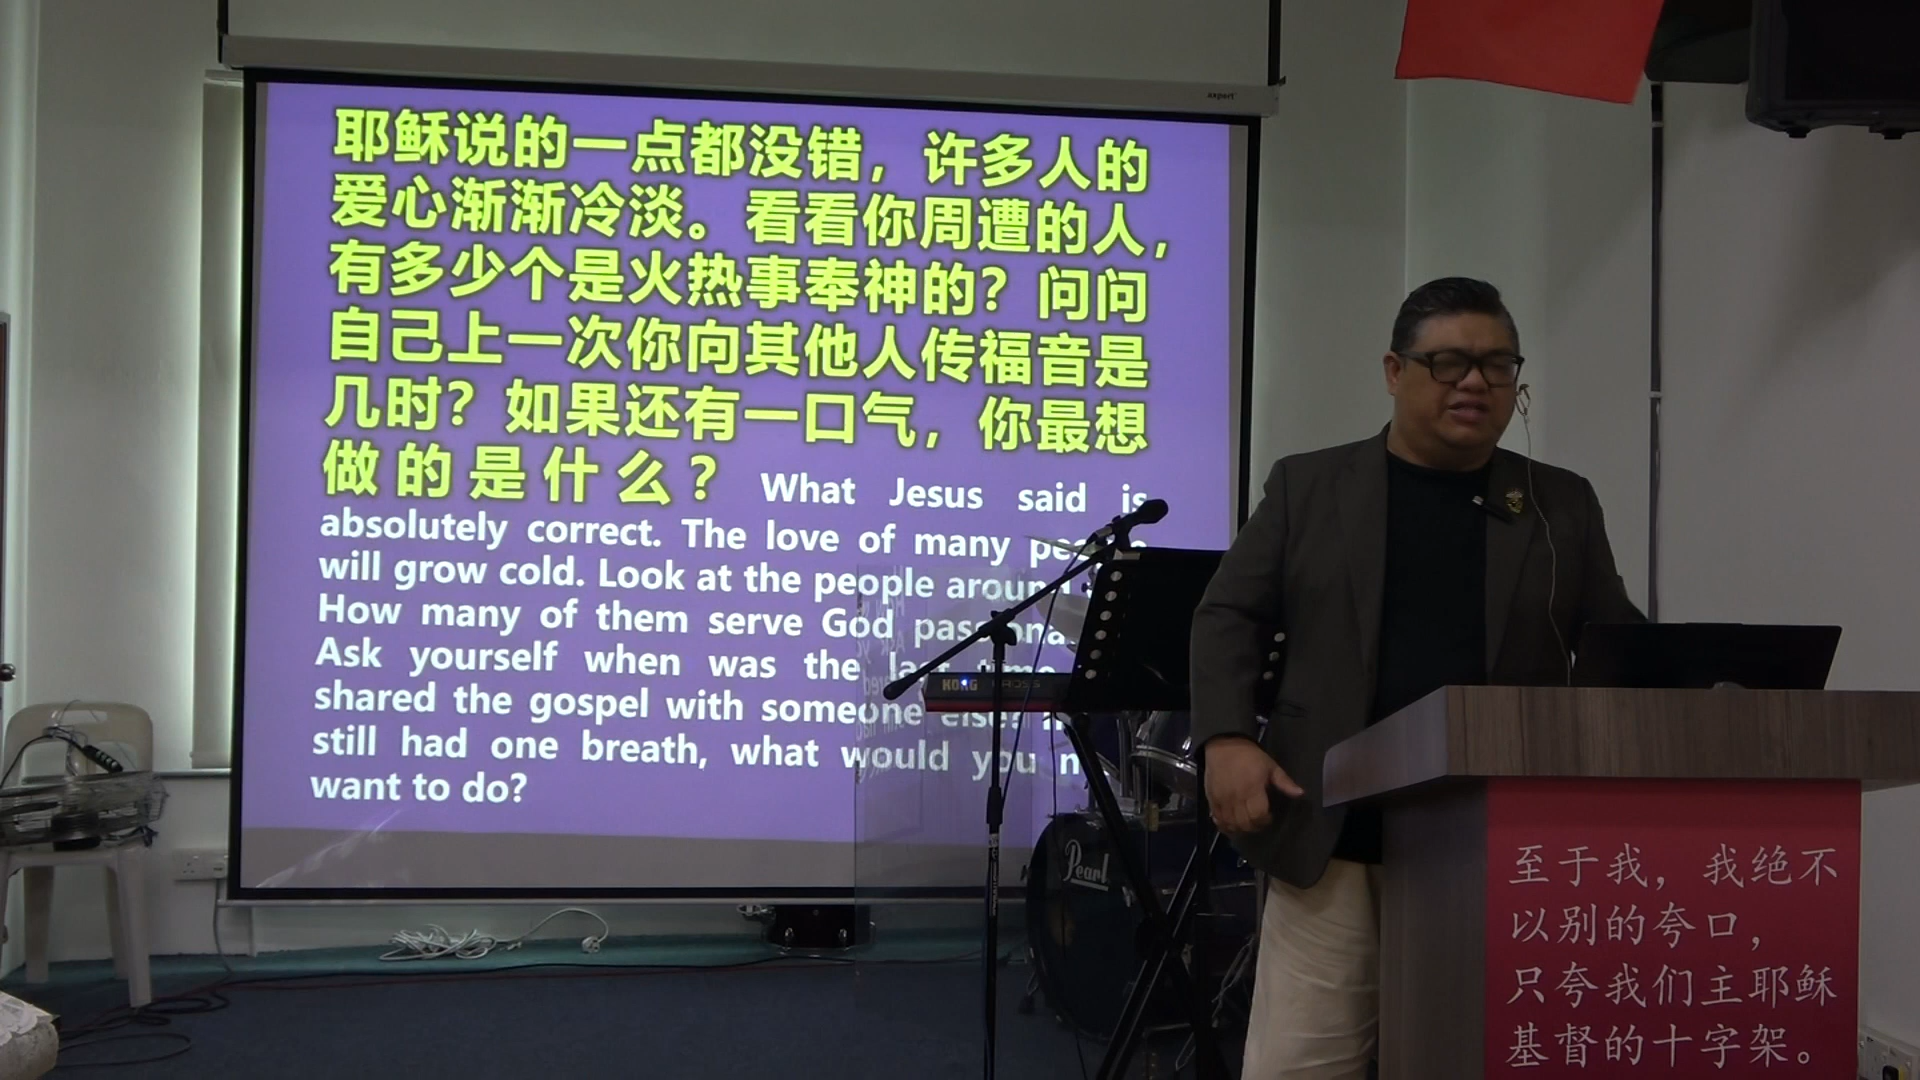 耶稣说的一点都没错，许多人的
爱心渐渐冷淡。看看你周遭的人，
有多少个是火热事奉神的？问问
自己上一次你向其他人传福音是
几时？如果还有一口气，你最想
做的是什么？ What Jesus said is
absolutely correct. The love of many
will grow cold. Look at the people around
How many of them serve God
Ask yourself when was the last time
shared the gospel with someone else?
still had one breath, what would you
want to do?
KORG KROSS
Pearl
至于我，我绝不
以别的夸口，
只夸我们主耶稣
基督的十字架。